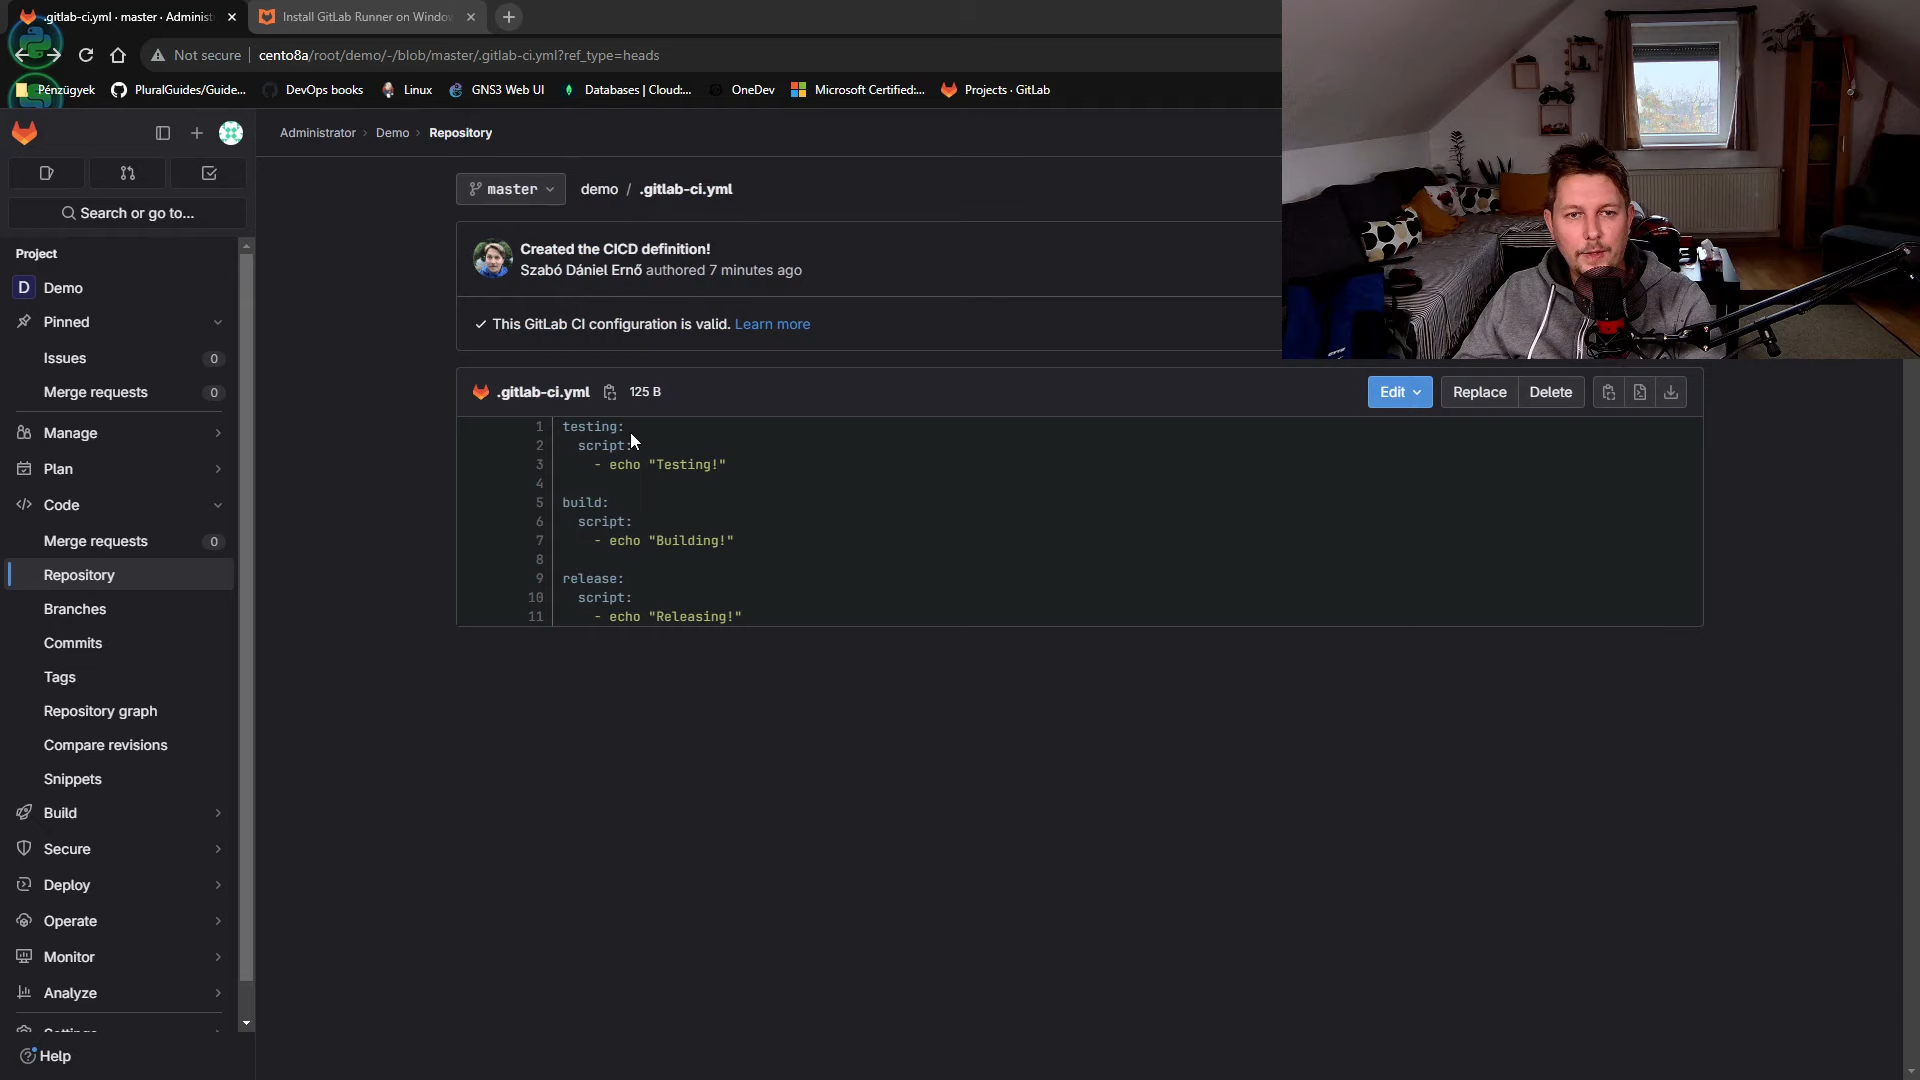 .gitlab-ci.yml · master · Administ
Install GitLab Runner on Window
Not secure
cento8a/root/demo/-/blob/master/.gitlab-ci.yml?ref_type=heads
Pénzügyek
PluralGuides/Guide...
DevOps books
Linux
GNS3 Web UI
Databases | Cloud:...
OneDev
Microsoft Certified:...
Projects · GitLab
Administrator
Demo
Repository
Search or go to...
master
demo / .gitlab-ci.yml
Project
Created the CICD definition!
Szabó Dániel Ernő authored 7 minutes ago
D Demo
Pinned
This GitLab CI configuration is valid. Learn more
Issues 0
Merge requests 0
.gitlab-ci.yml 125 B
Edit
Replace
Delete
Manage
Plan
Code
Merge requests 0
Repository
Branches
Commits
Tags
Repository graph
Compare revisions
Snippets
Build
Secure
Deploy
Operate
Monitor
Analyze
Help
1 testing:
2 script:
3 - echo "Testing!"
4
5 build:
6 script:
7 - echo "Building!"
8
9 release:
10 script:
11 - echo "Releasing!"